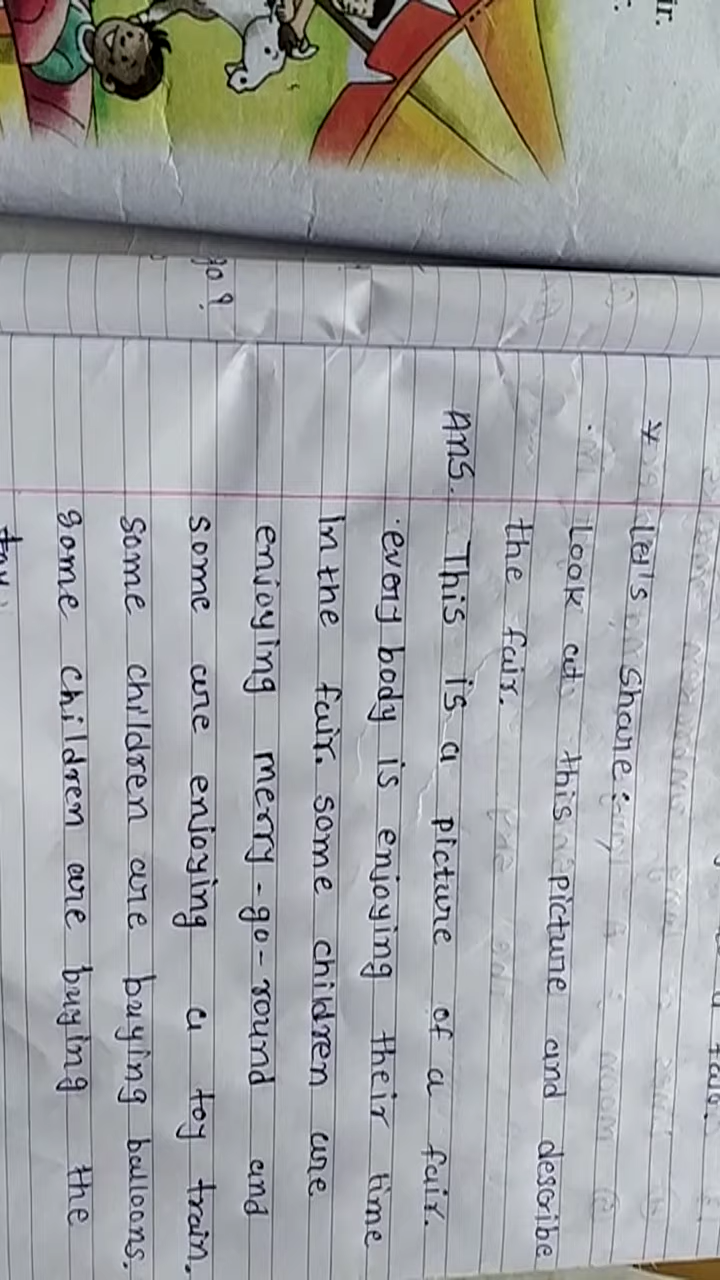 ir.
go?
* Let's share:
Look at this picture and describe
the fair.
Ans. This is a picture of a fair.
every body is enjoying their time
In the fair. some children are
enjoying merry-go-round and
some are enjoying a toy train.
some children are buying balloons.
some children are buying the